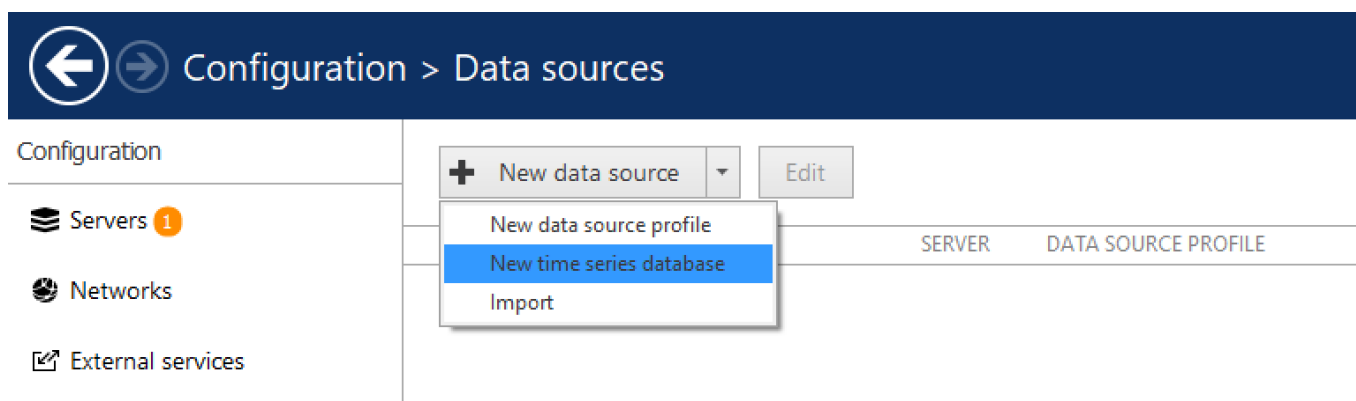 Configuration > Data sources
Configuration
New data source
Edit
New data source profile
New time series database
Import
SERVER
DATA SOURCE PROFILE
Servers 1
Networks
External services